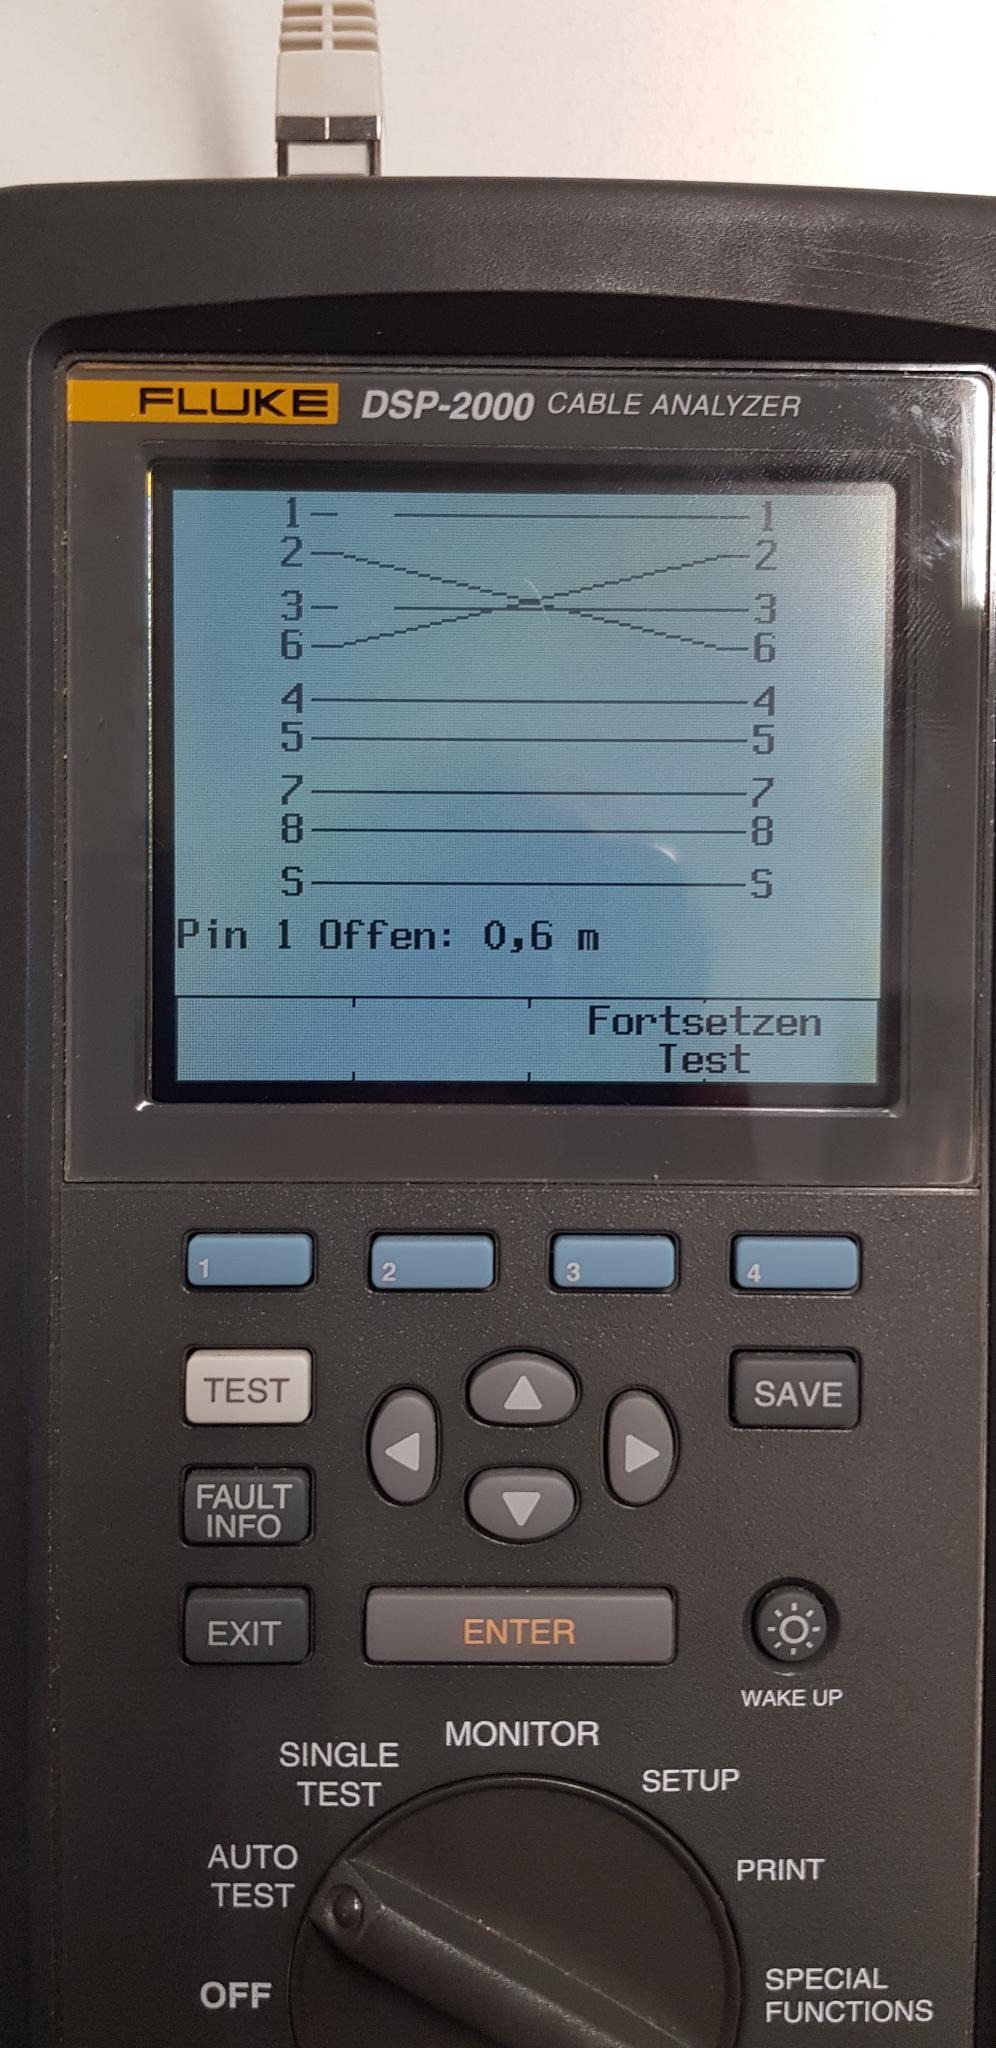 FLUKE DSP-2000 CABLE ANALYZER
1 1
2 2
3 3
6 6
4 4
5 5
7 7
8 8
S S
Pin 1 Offen: 0,6 m
Fortsetzen
Test
1 2 3 4
TEST
SAVE
FAULT
INFO
EXIT
ENTER
WAKE UP
MONITOR
SINGLE
TEST
SETUP
AUTO
TEST
PRINT
OFF
SPECIAL
FUNCTIONS